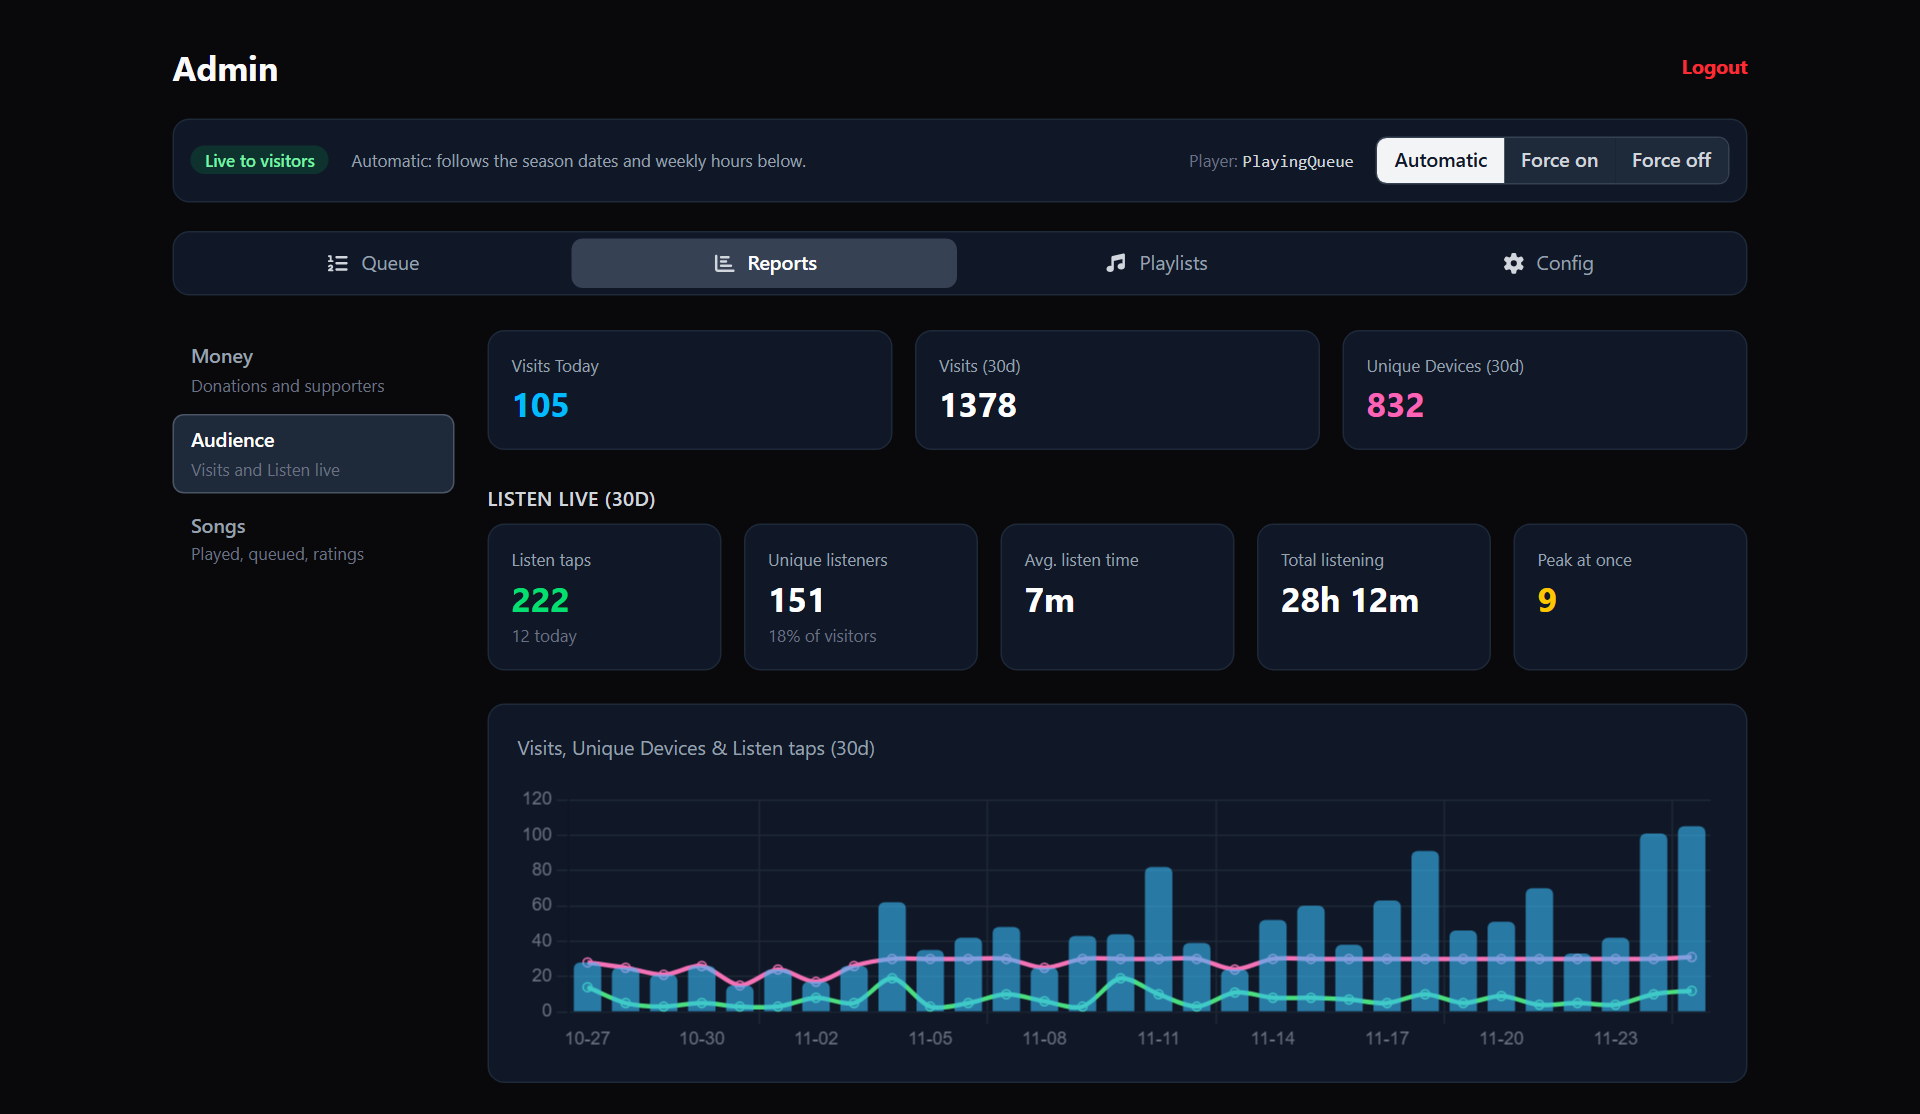 Admin
Logout
Live to visitors
Automatic: follows the season dates and weekly hours below.
Player: PlayingQueue
Automatic
Force on
Force off
Queue
Reports
Playlists
Config
Money
Donations and supporters
Audience
Visits and Listen live
Songs
Played, queued, ratings
Visits Today
105
Visits (30d)
1378
Unique Devices (30d)
832
LISTEN LIVE (30D)
Listen taps
222
12 today
Unique listeners
151
18% of visitors
Avg. listen time
7m
Total listening
28h 12m
Peak at once
9
Visits, Unique Devices & Listen taps (30d)
120
100
80
60
40
20
0
10-27 10-30 11-02 11-05 11-08 11-11 11-14 11-17 11-20 11-23